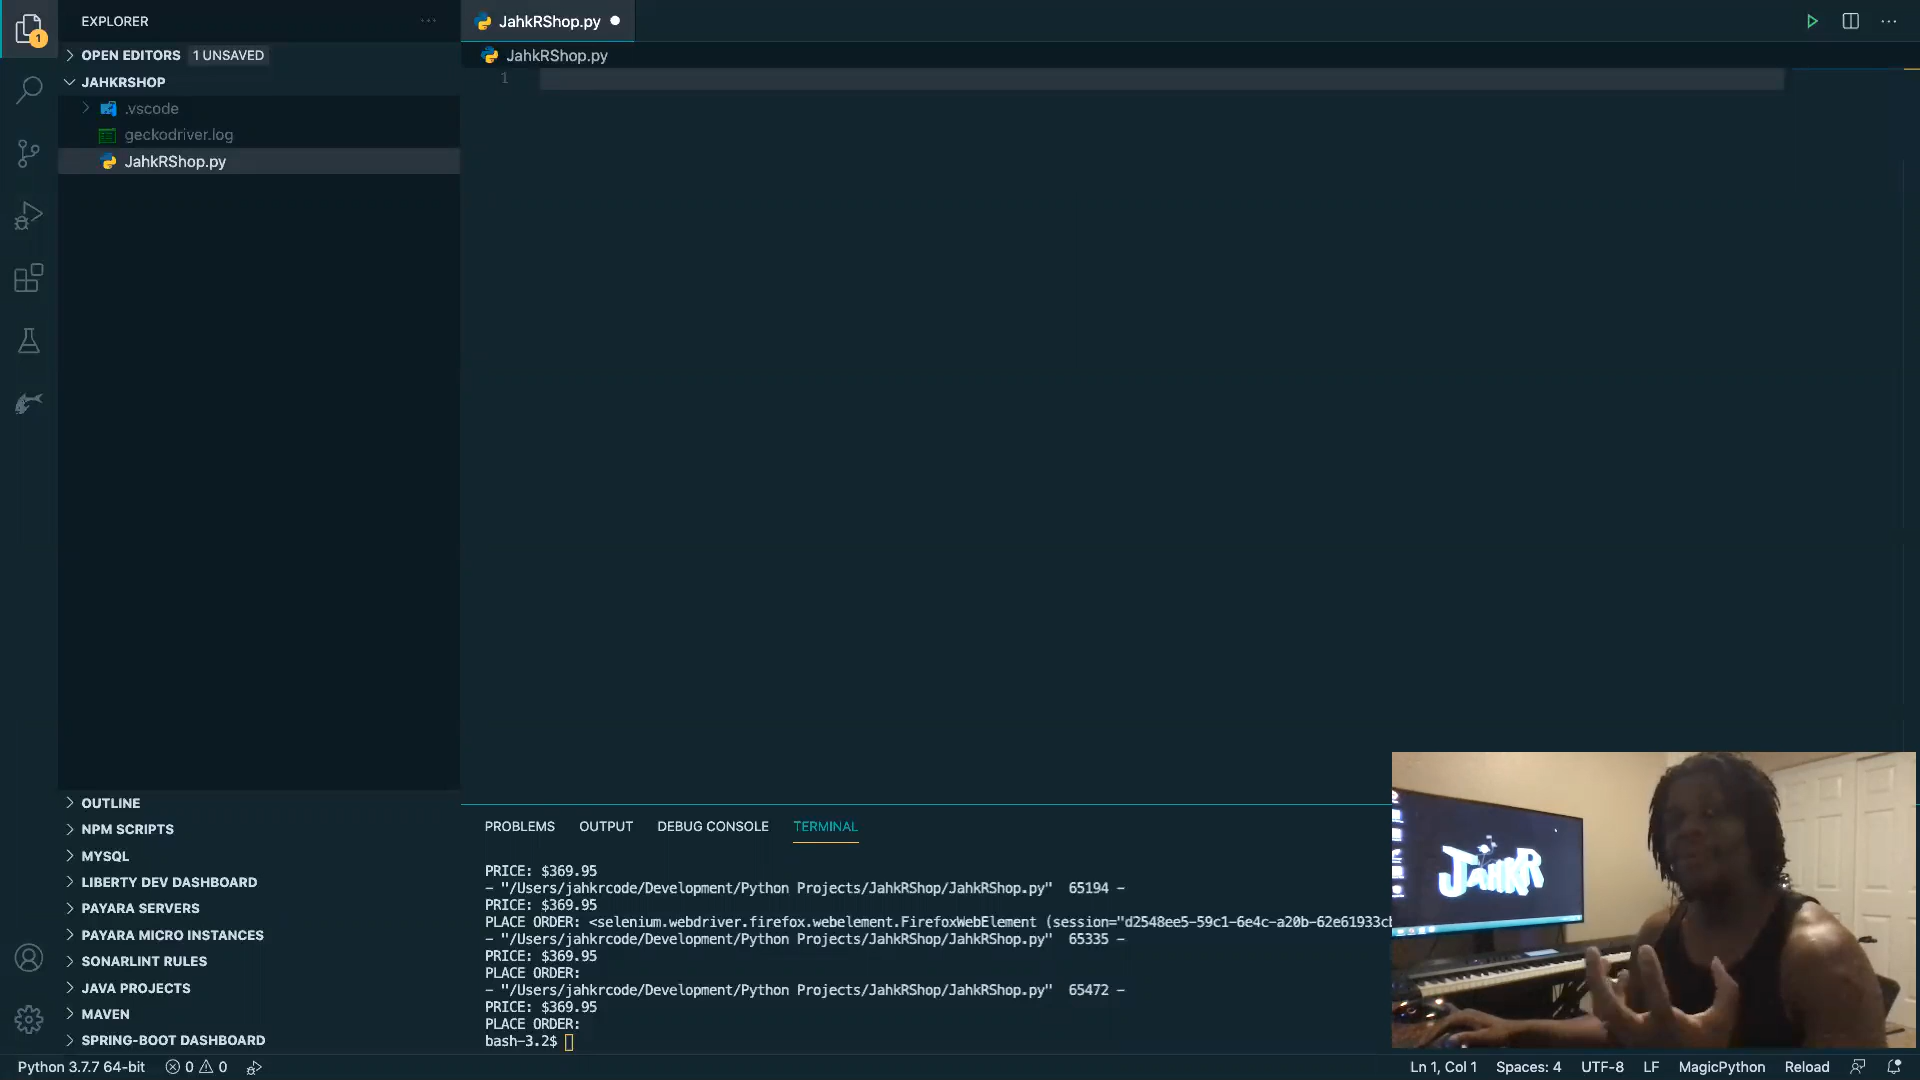 EXPLORER
OPEN EDITORS 1 UNSAVED
JAHKRSHOP
.vscode
geckodriver.log
JahkRShop.py
OUTLINE
NPM SCRIPTS
MYSQL
LIBERTY DEV DASHBOARD
PAYARA SERVERS
PAYARA MICRO INSTANCES
SONARLINT RULES
JAVA PROJECTS
MAVEN
SPRING-BOOT DASHBOARD
1
JahkRShop.py
JahkRShop.py
1
PROBLEMS OUTPUT DEBUG CONSOLE TERMINAL
PRICE: $369.95
- "/Users/jahkrcode/Development/Python Projects/JahkRShop/JahkRShop.py"  65194 -
PRICE: $369.95
PLACE ORDER: <selenium.webdriver.firefox.webelement.FirefoxWebElement (session="d2548ee5-59c1-6e4c-a20b-62e61933cb
- "/Users/jahkrcode/Development/Python Projects/JahkRShop/JahkRShop.py"  65335 -
PRICE: $369.95
PLACE ORDER:
- "/Users/jahkrcode/Development/Python Projects/JahkRShop/JahkRShop.py"  65472 -
PRICE: $369.95
PLACE ORDER:
bash-3.2$
JAHKR
Python 3.7.7 64-bit 0 0 Ln 1, Col 1 Spaces: 4 UTF-8 LF MagicPython Reload